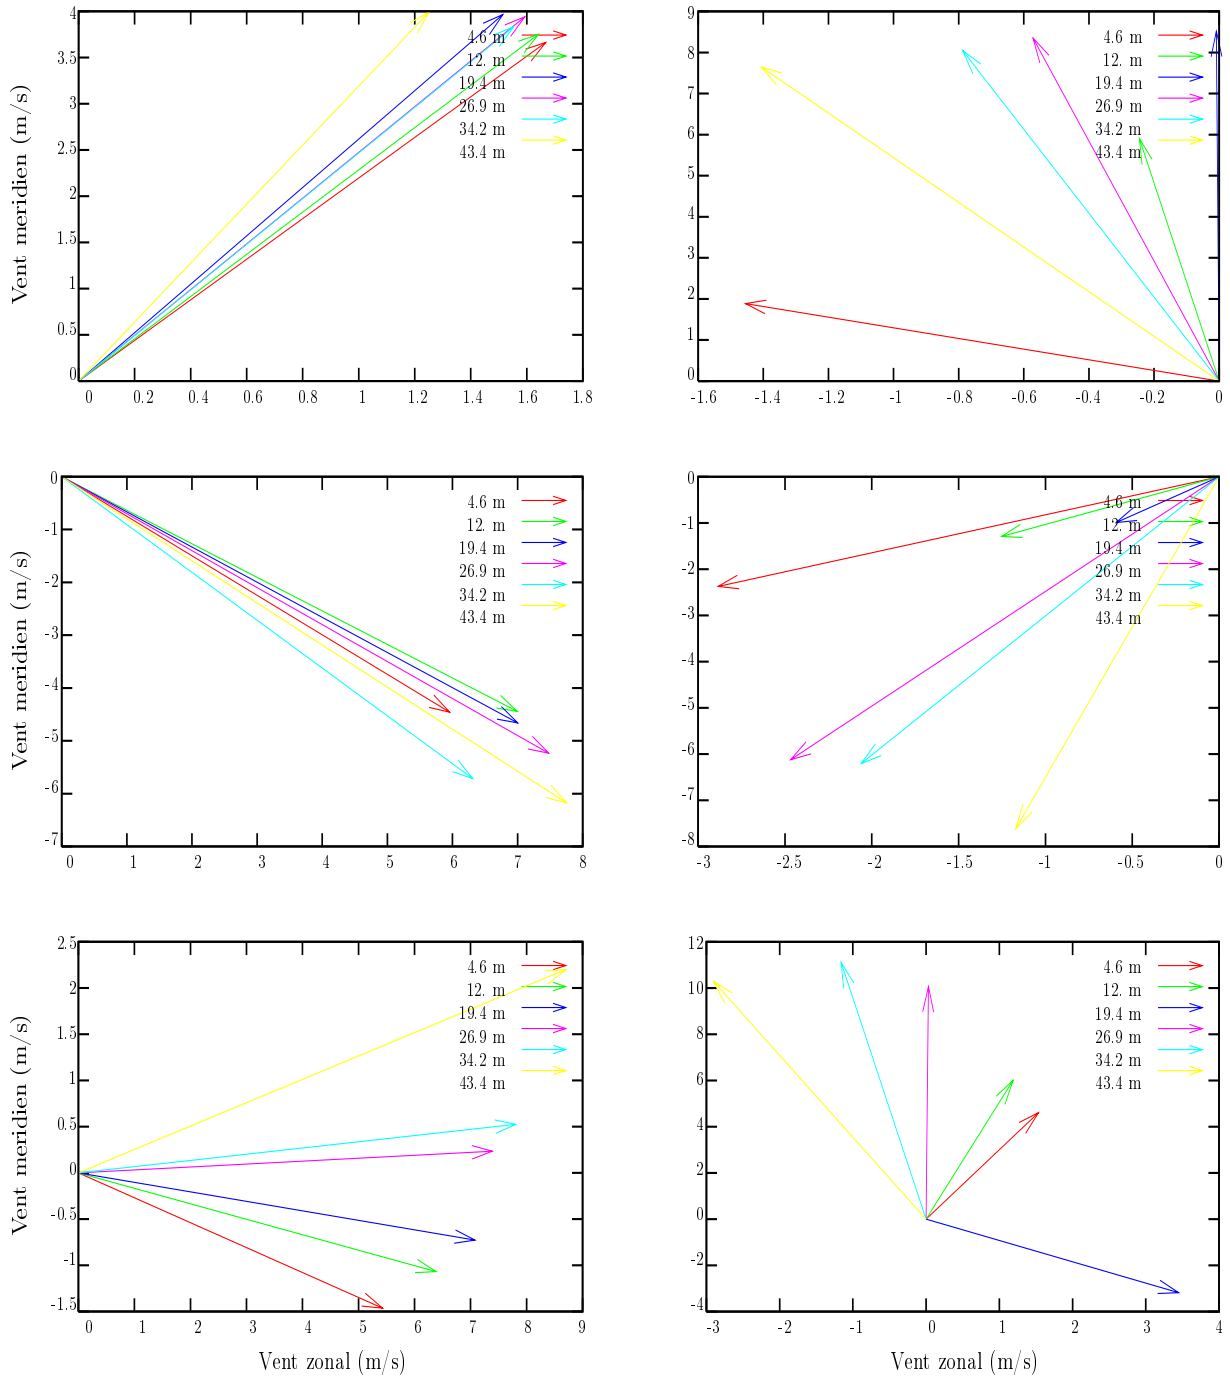 4
3.5
3
2.5
2
1.5
1
0.5
0
Vent meridien (m/s)
4.6 m
12. m
19.4 m
26.9 m
34.2 m
43.4 m
0 0.2 0.4 0.6 0.8 1 1.2 1.4 1.6 1.8
9
8
7
6
5
4
3
2
1
0
4.6 m
12. m
19.4 m
26.9 m
34.2 m
43.4 m
-1.6 -1.4 -1.2 -1 -0.8 -0.6 -0.4 -0.2 0
0
-1
-2
-3
-4
-5
-6
-7
Vent meridien (m/s)
4.6 m
12. m
19.4 m
26.9 m
34.2 m
43.4 m
0 1 2 3 4 5 6 7 8
0
-1
-2
-3
-4
-5
-6
-7
-8
4.6 m
12. m
19.4 m
26.9 m
34.2 m
43.4 m
-3 -2.5 -2 -1.5 -1 -0.5 0
2.5
2
1.5
1
0.5
0
-0.5
-1
-1.5
Vent meridien (m/s)
4.6 m
12. m
19.4 m
26.9 m
34.2 m
43.4 m
0 1 2 3 4 5 6 7 8 9
Vent zonal (m/s)
12
10
8
6
4
2
0
-2
-4
4.6 m
12. m
19.4 m
26.9 m
34.2 m
43.4 m
-3 -2 -1 0 1 2 3 4
Vent zonal (m/s)